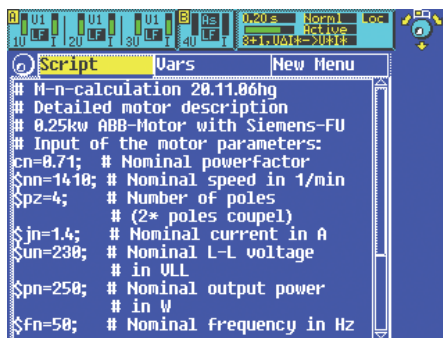 A U1 U1 U1 B As 0.20 s Norml Loc
LF LF LF LF Active
1U 2U 3U 4U 3+1,UΔI*->U*I*
Script Vars New Menu
# M-n-calculation 20.11.06hg
# Detailed motor description
# 0.25kw ABB-Motor with Siemens-FU
# Input of the motor parameters:
cn=0.71; # Nominal powerfactor
$nn=1410; # Nominal speed in 1/min
$pz=4; # Number of poles
# (2* poles coupel)
$jn=1.4; # Nominal current in A
$un=230; # Nominal L-L voltage
# in VLL
$pn=250; # Nominal output power
# in W
$fn=50; # Nominal frequency in Hz